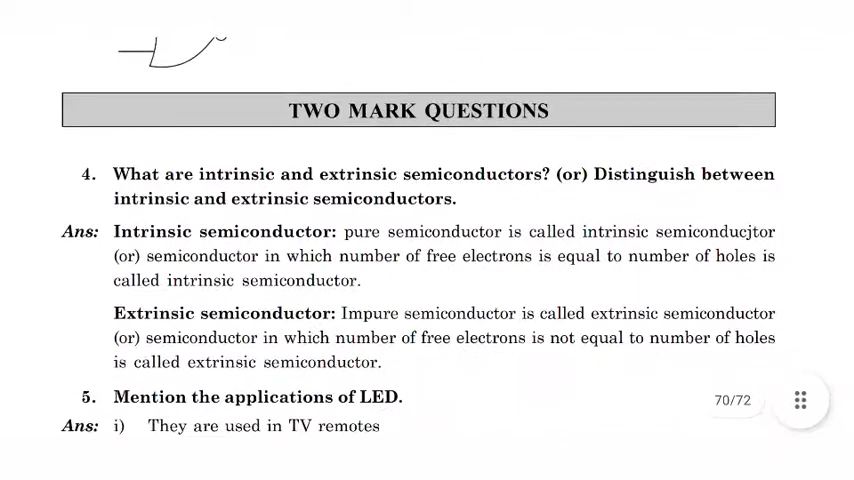 TWO MARK QUESTIONS
4. What are intrinsic and extrinsic semiconductors? (or) Distinguish between
intrinsic and extrinsic semiconductors.
Ans: Intrinsic semiconductor: pure semiconductor is called intrinsic semiconducjtor
(or) semiconductor in which number of free electrons is equal to number of holes is
called intrinsic semiconductor.
Extrinsic semiconductor: Impure semiconductor is called extrinsic semiconductor
(or) semiconductor in which number of free electrons is not equal to number of holes
is called extrinsic semiconductor.
5. Mention the applications of LED.
70/72
Ans: i) They are used in TV remotes